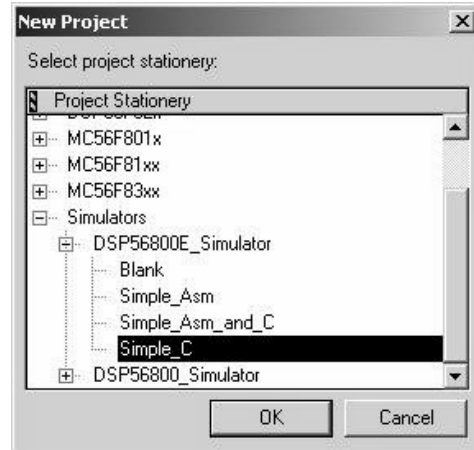 New Project
Select project stationery:
Project Stationery
MC56F801x
MC56F81xx
MC56F83xx
Simulators
DSP56800E_Simulator
Blank
Simple_Asm
Simple_Asm_and_C
Simple_C
DSP56800_Simulator
OK Cancel